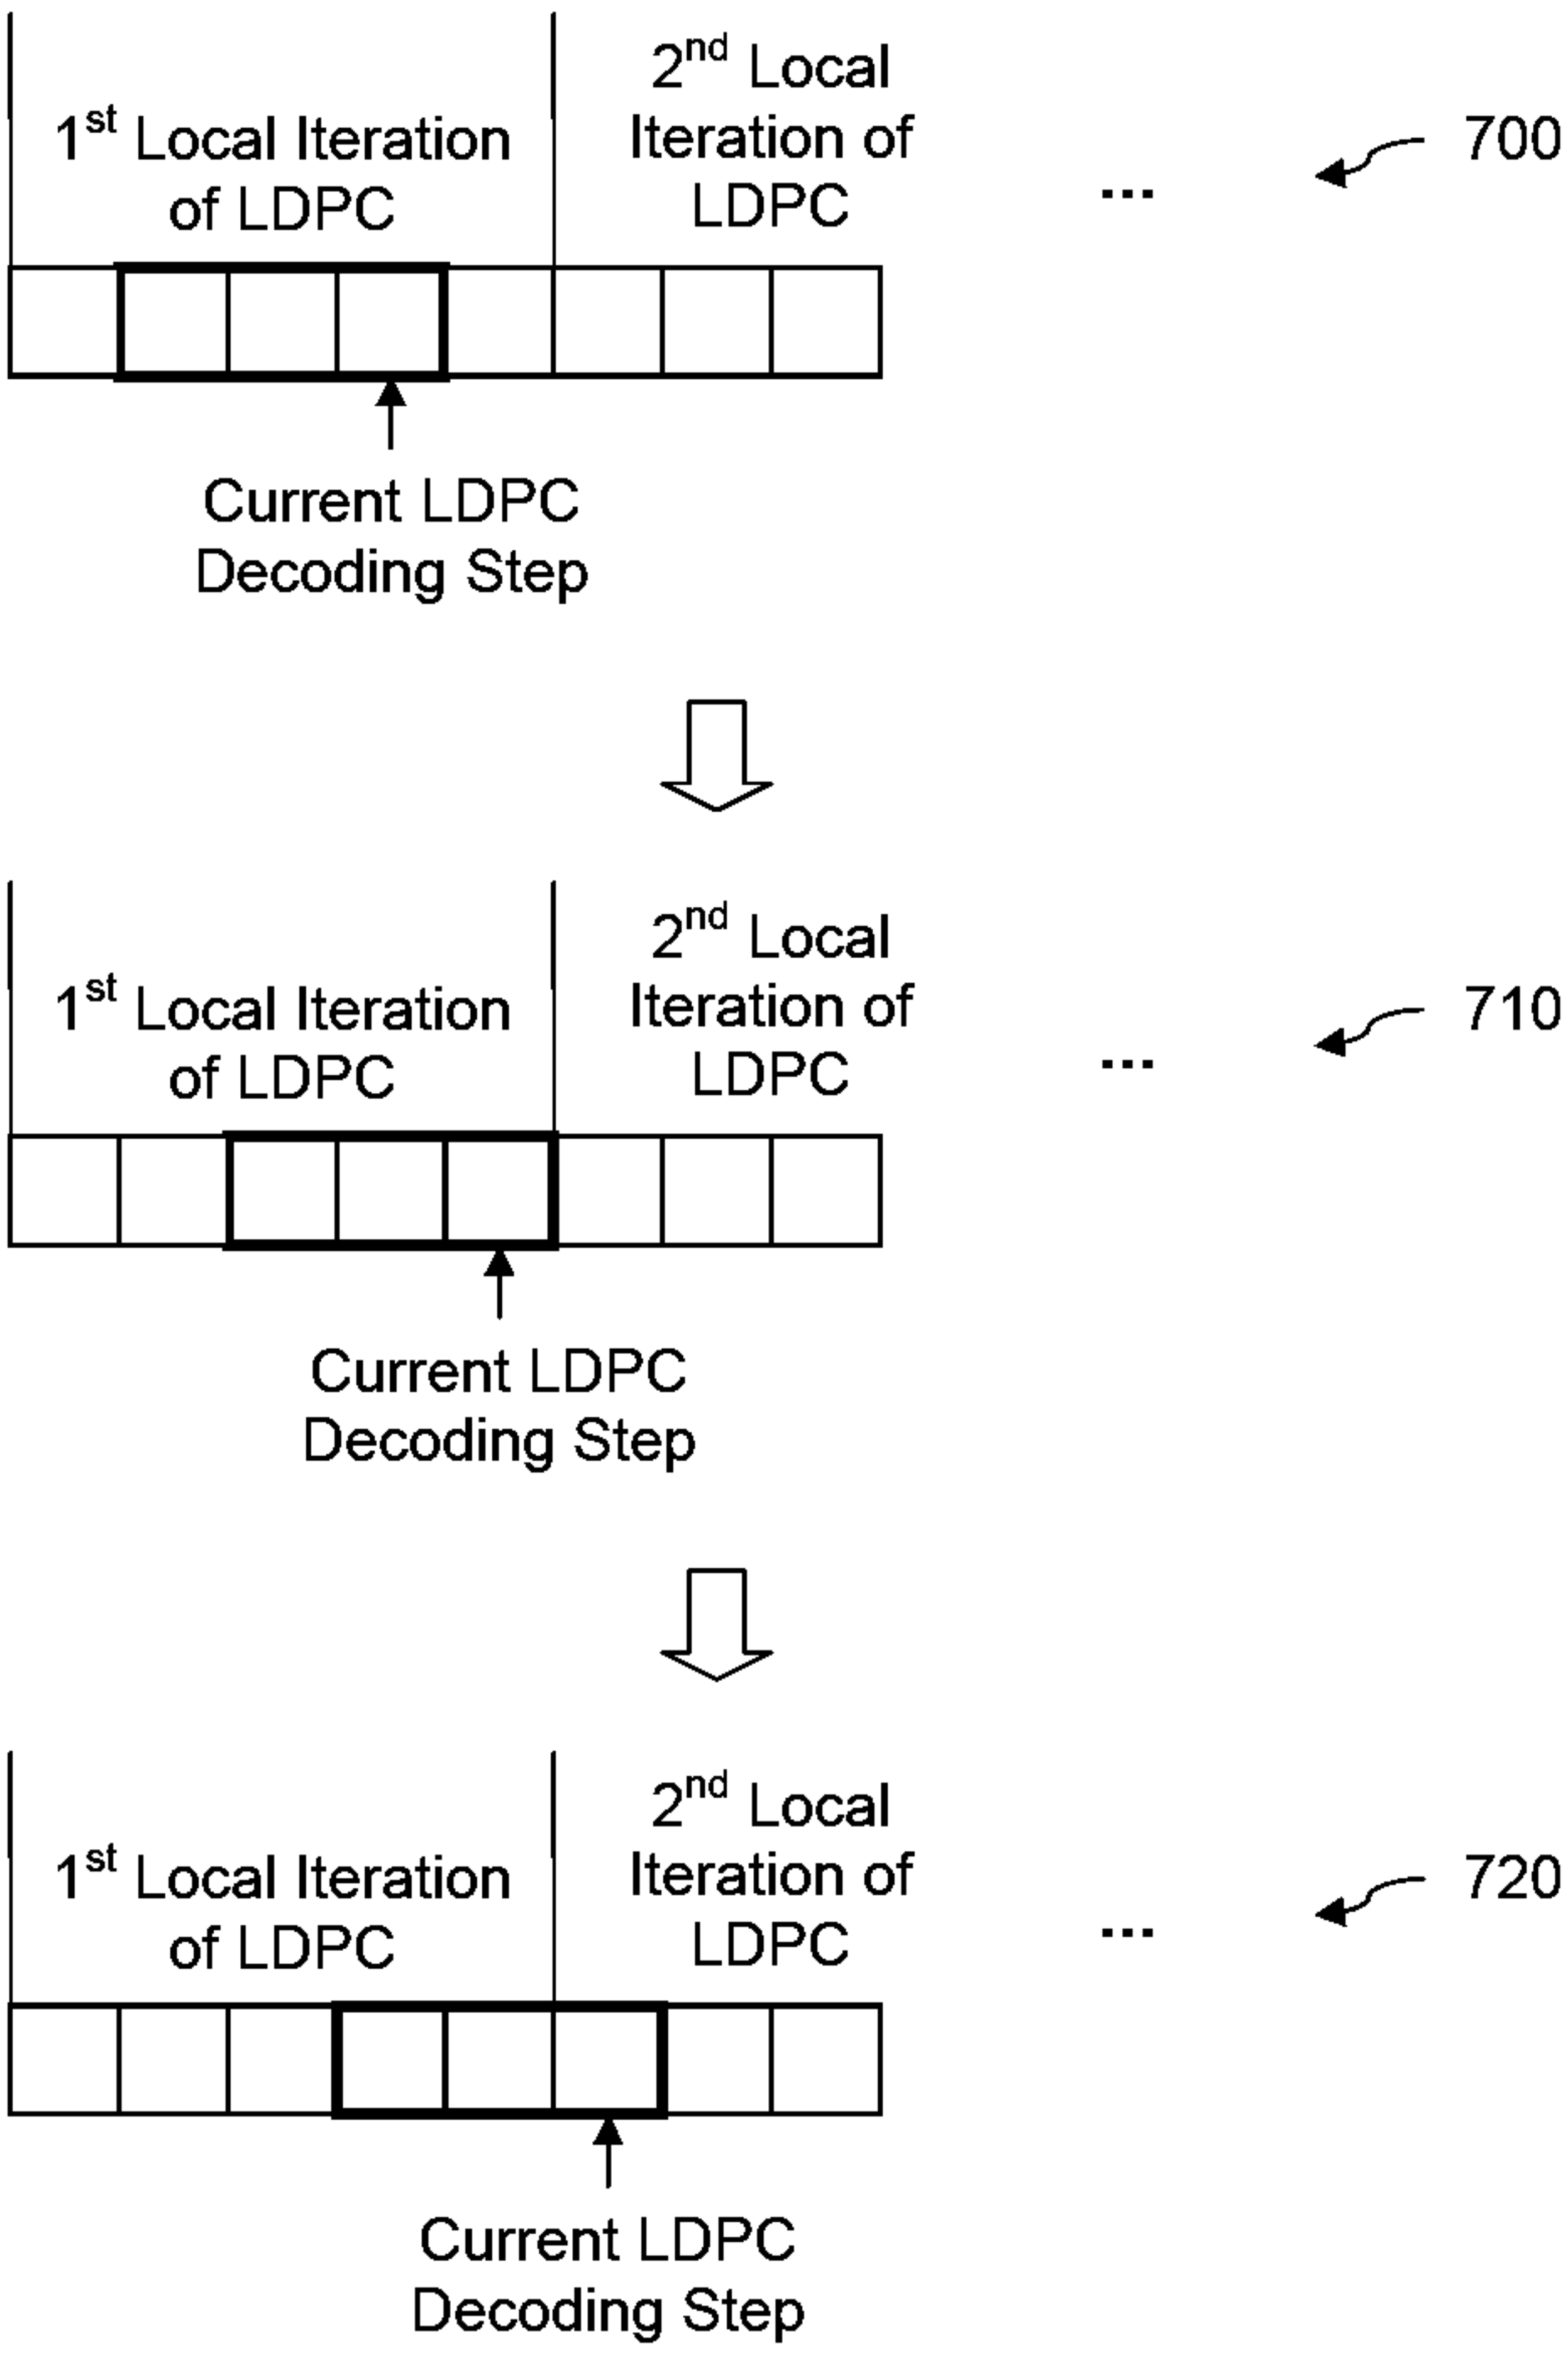 1st Local Iteration
of LDPC
2nd Local
Iteration of
LDPC
...
700
Current LDPC
Decoding Step
1st Local Iteration
of LDPC
2nd Local
Iteration of
LDPC
...
710
Current LDPC
Decoding Step
1st Local Iteration
of LDPC
2nd Local
Iteration of
LDPC
...
720
Current LDPC
Decoding Step